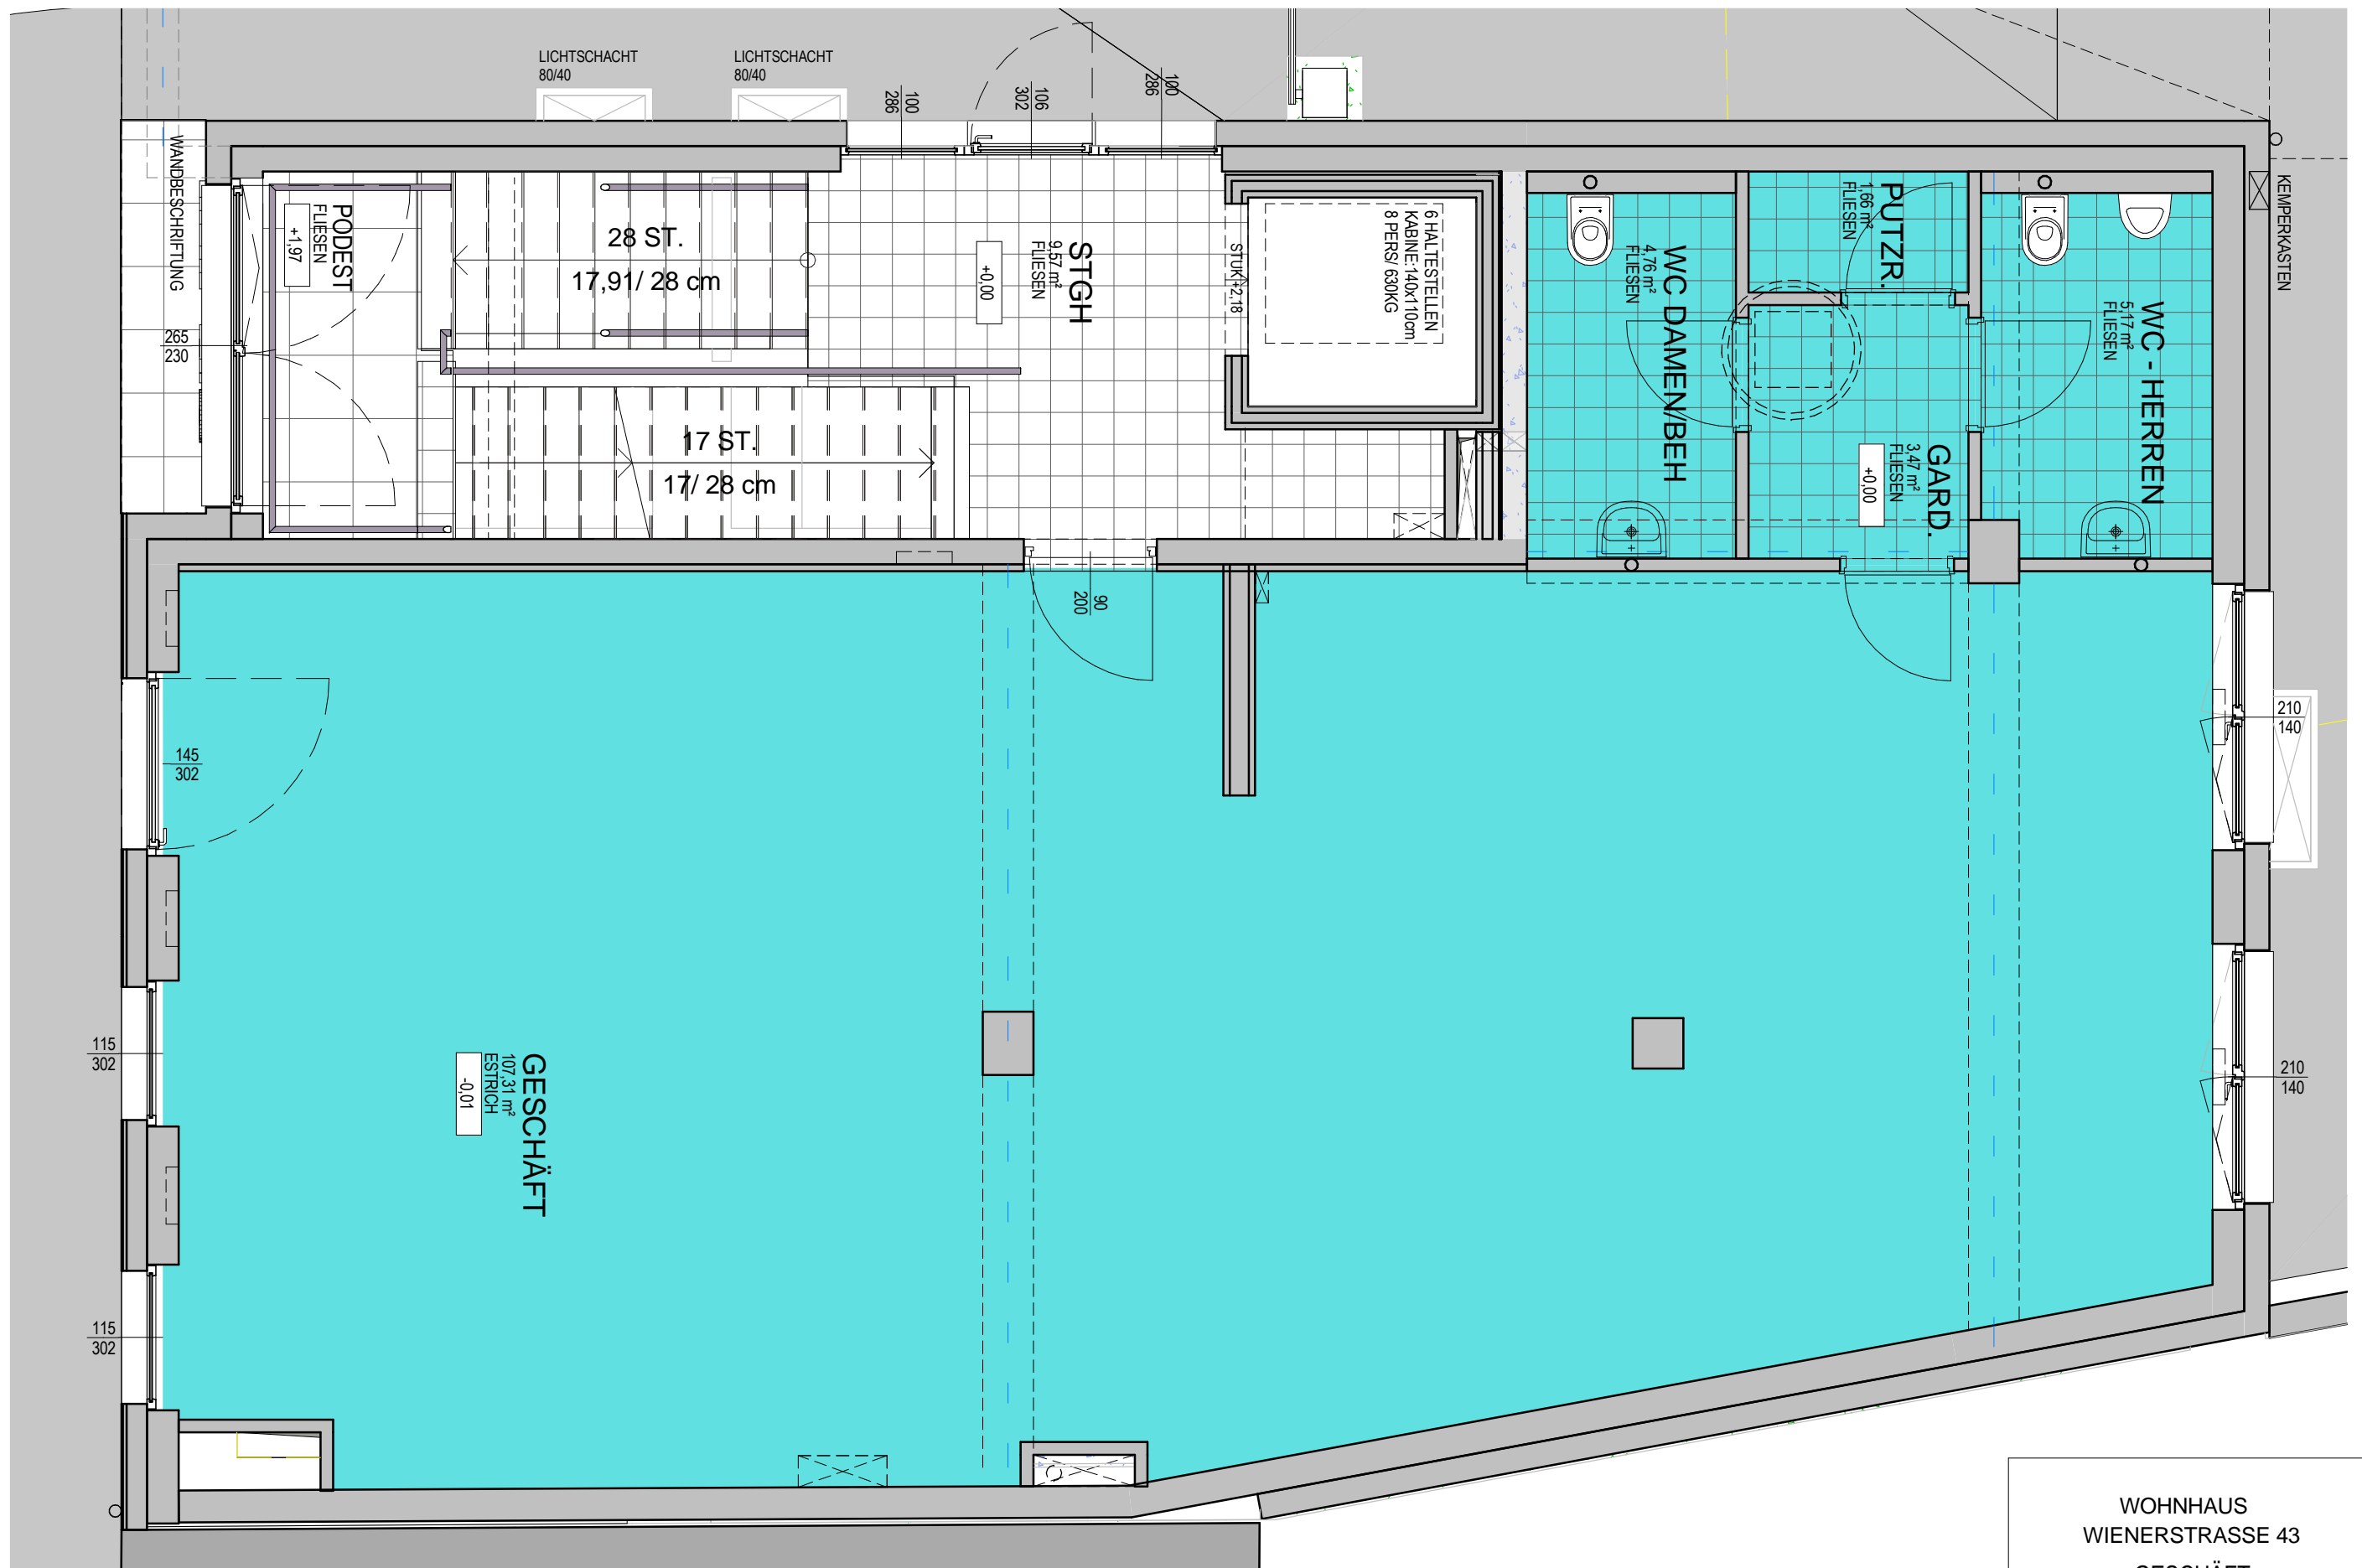 LICHTSCHACHT
80/40
LICHTSCHACHT
80/40
100
286
106
302
100
286
WANDBESCHRIFTUNG
265
230
PODEST
FLIESEN
+1,97
28 ST.
17,91/ 28 cm
17 ST.
17/ 28 cm
STGH
9,57 m²
FLIESEN
+0,00
STUK +2,18
6 HALTESTELLEN
KABINE:140x110cm
8 PERS/ 630KG
WC DAMEN/BEH
4,76 m²
FLIESEN
PUTZR.
1,66 m²
FLIESEN
GARD.
3,47 m²
FLIESEN
+0,00
WC - HERREN
5,17 m²
FLIESEN
KEMPERKASTEN
90
200
145
302
115
302
115
302
210
140
210
140
GESCHÄFT
107,31 m²
ESTRICH
-0,01
WOHNHAUS
WIENERSTRASSE 43
GESCHÄFT